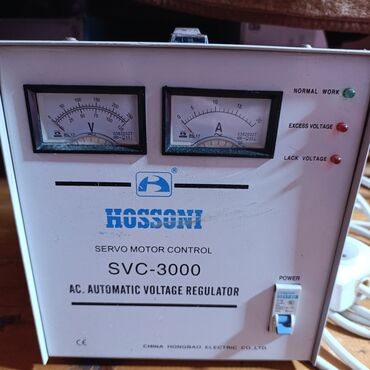 NORMAL WORK
V
A
EXCESS VOLTAGE
LACK VOLTAGE
HOSSONI
SERVO MOTOR CONTROL
SVC-3000
AC. AUTOMATIC VOLTAGE REGULATOR
POWER
CHINA HONGBAO ELECTRIC CO.,LTD.